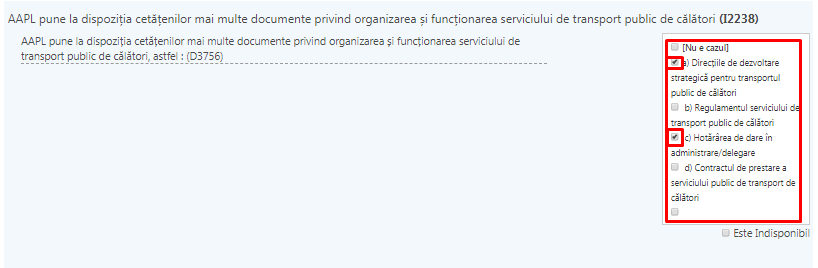 AAPL pune la dispoziția cetățenilor mai multe documente privind organizarea și funcționarea serviciului de transport public de călători (I2238)
AAPL pune la dispoziția cetățenilor mai multe documente privind organizarea și funcționarea serviciului de
transport public de călători, astfel : (D3756)
[Nu e cazul]
a) Direcțiile de dezvoltare
strategică pentru transportul
public de călători
b) Regulamentul serviciului de
transport public de călători
c) Hotărârea de dare în
administrare/delegare
d) Contractul de prestare a
serviciului public de transport de
călători
Este Indisponibil